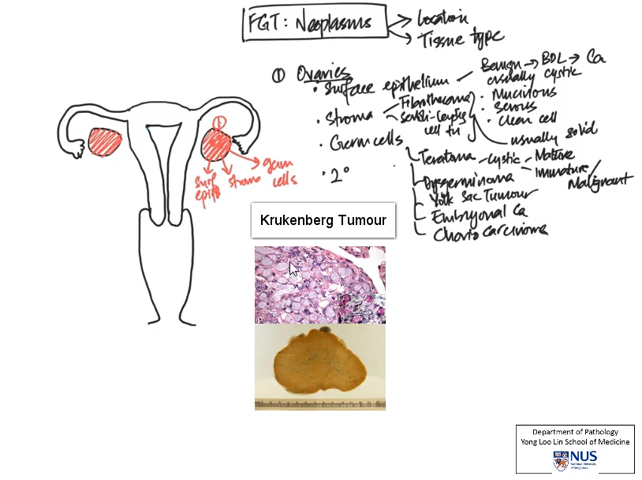 FGT: Neoplasms
Location
Tissue type
① Ovaries
• Surface epithelium
Benign → BDL → Ca
usually cystic
• Mucinous
• Serous
• Clear cell
• Stroma
Fibrothecoma
Sertoli-Leydig
cell tu
usually solid
• Germ cells
Teratoma - cystic - Mature
Immature / Malignant
Dysgerminoma
Yolk Sac Tumour
Embryonal Ca
Choriocarcinoma
• 2°
①
Surf
epith
Stroma
germ
cells
Krukenberg Tumour
Department of Pathology
Yong Loo Lin School of Medicine
NUS